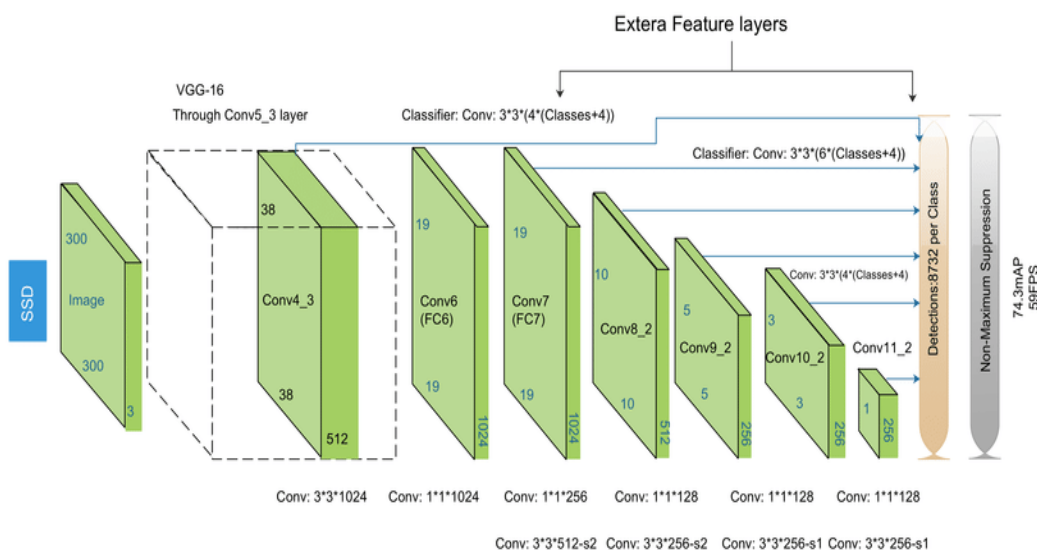 Extera Feature layers
VGG-16
Through Conv5_3 layer
Classifier: Conv: 3*3*(4*(Classes+4))
Classifier: Conv: 3*3*(6*(Classes+4))
SSD
300
Image
300
3
38
Conv4_3
38
512
19
Conv6
(FC6)
19
1024
19
Conv7
(FC7)
19
1024
10
Conv8_2
10
512
5
Conv9_2
5
256
Conv: 3*3*(4*(Classes+4)
3
Conv10_2
3
256
Conv11_2
1
256
Detections:8732 per Class
Non-Maximum Suppression
74.3mAP
59FPS
Conv: 3*3*1024
Conv: 1*1*1024
Conv: 1*1*256
Conv: 1*1*128
Conv: 1*1*128
Conv: 1*1*128
Conv: 3*3*512-s2
Conv: 3*3*256-s2
Conv: 3*3*256-s1
Conv: 3*3*256-s1